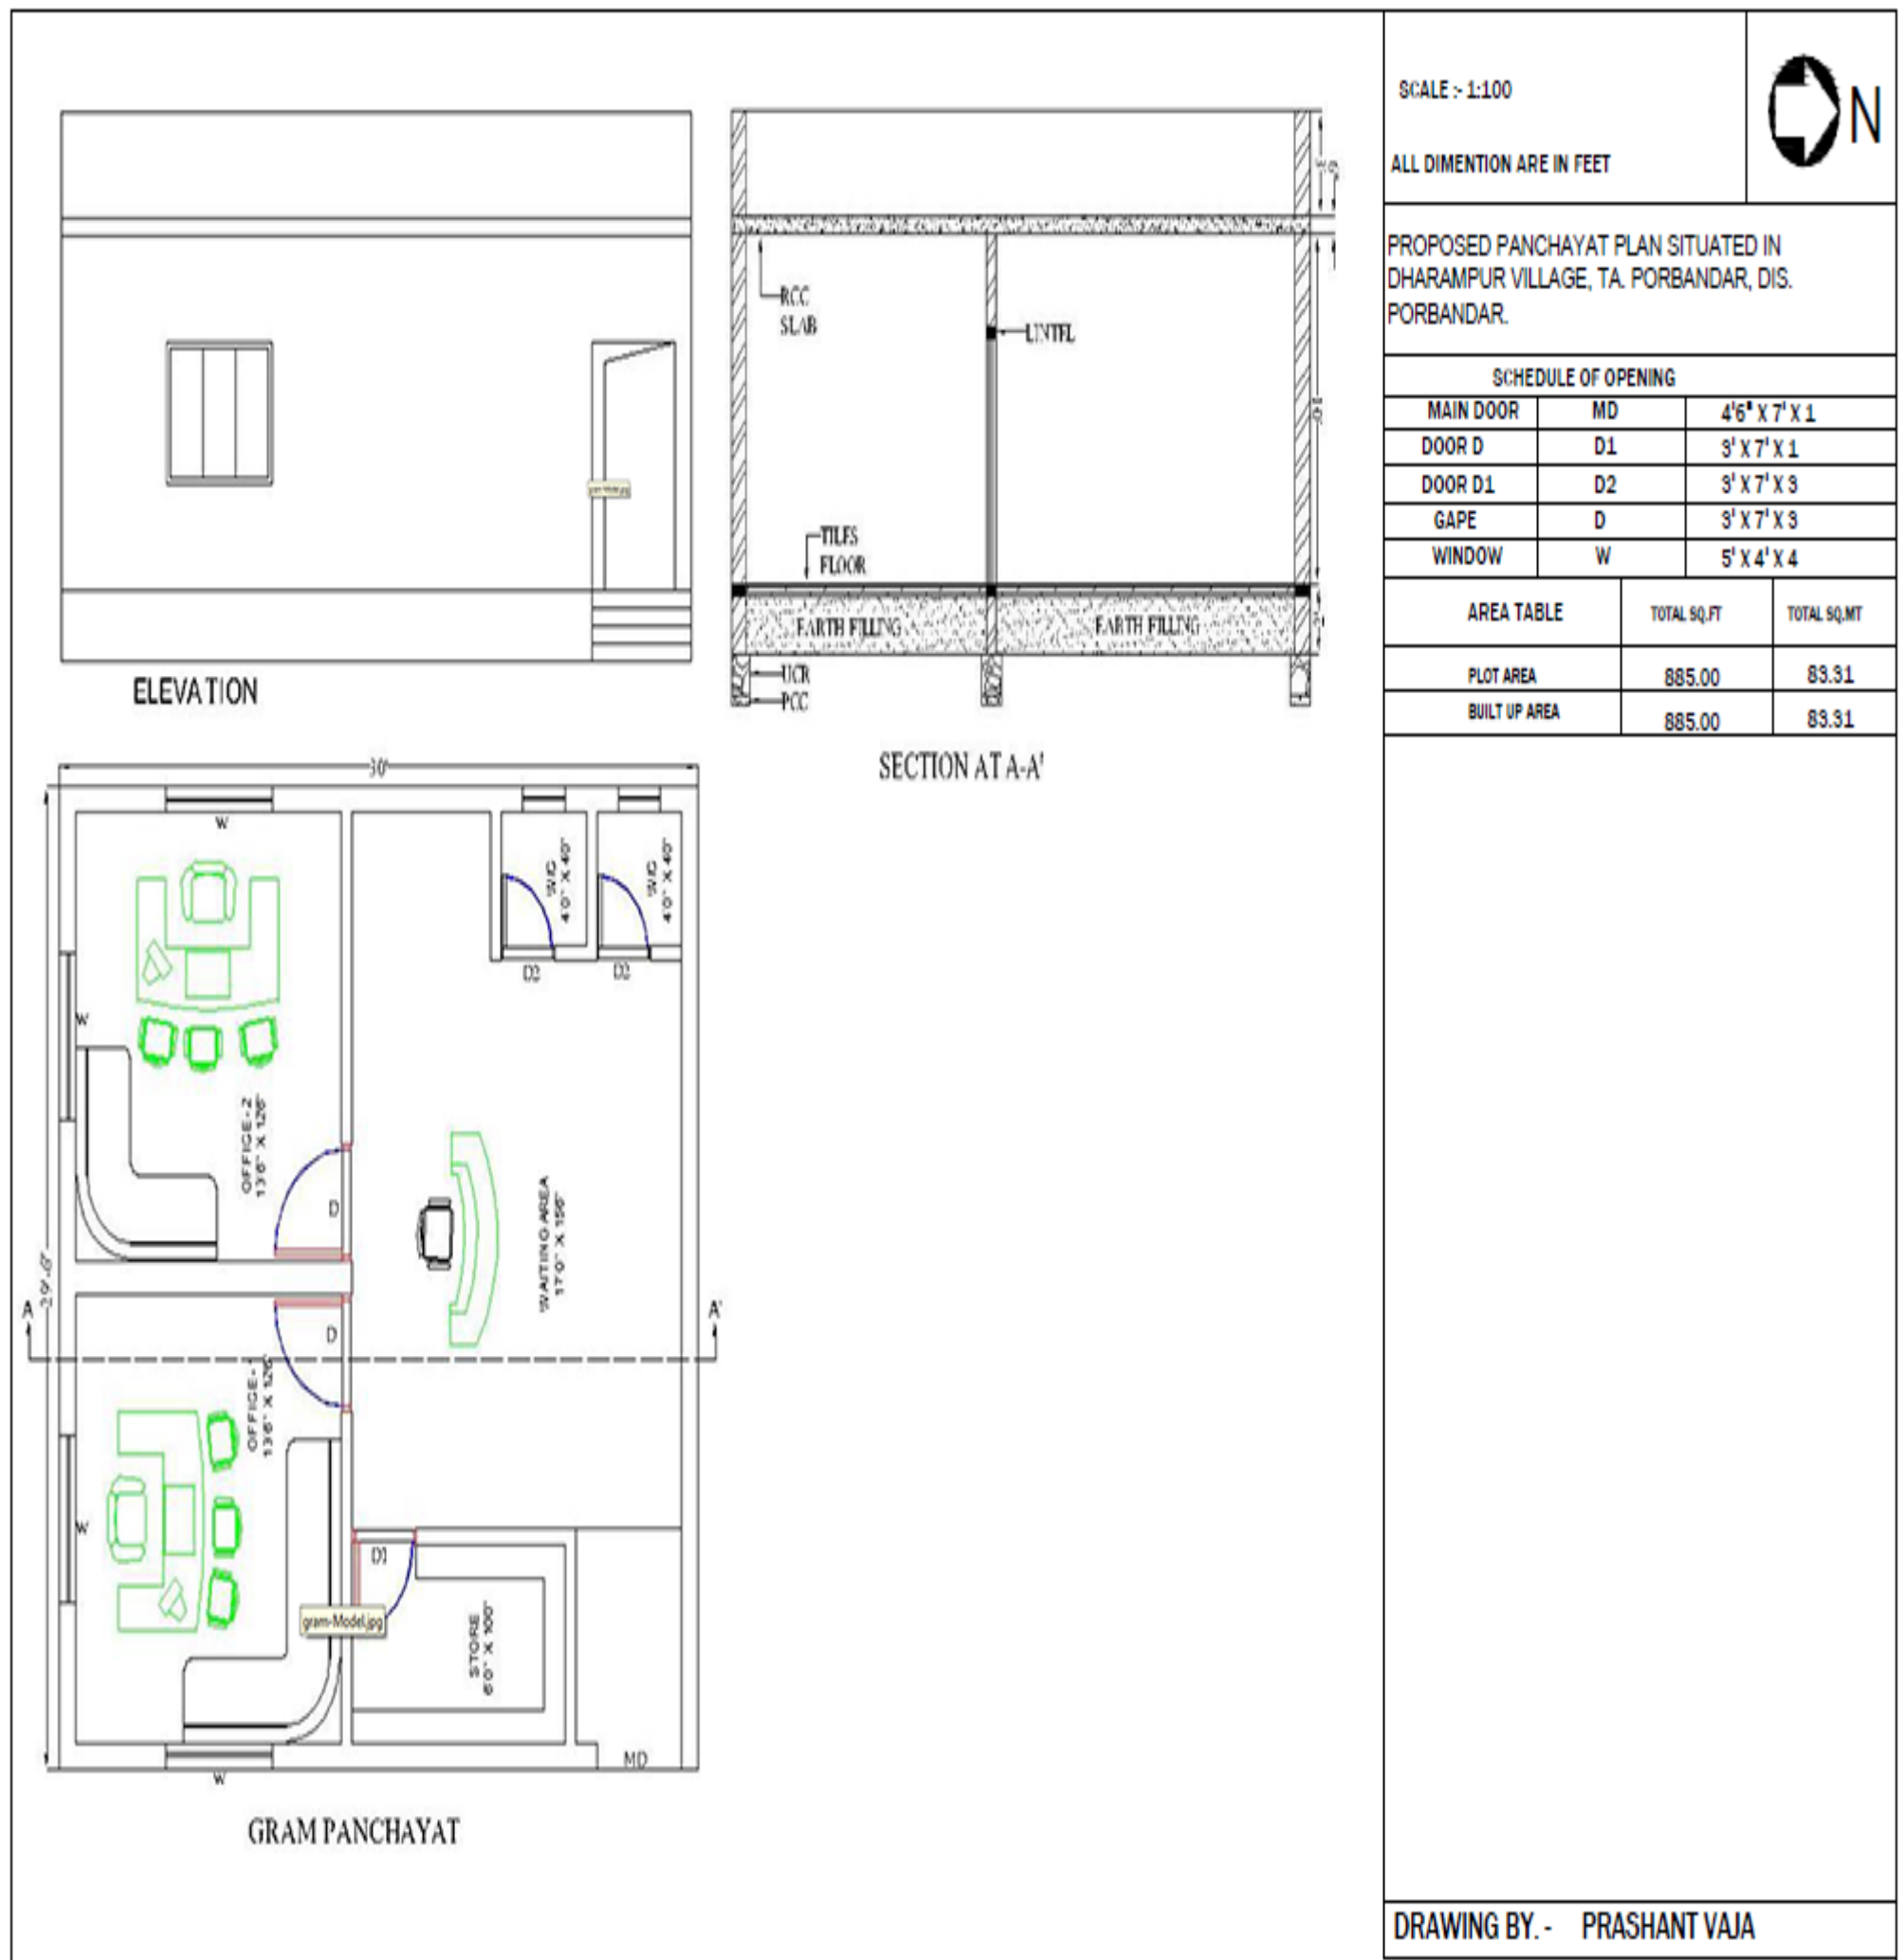 SCALE :- 1:100
N
ALL DIMENTION ARE IN FEET
PROPOSED PANCHAYAT PLAN SITUATED IN
DHARAMPUR VILLAGE, TA. PORBANDAR, DIS.
PORBANDAR.
SCHEDULE OF OPENING
MAIN DOOR MD 4'6" X 7' X 1
DOOR D D1 3' X 7' X 1
DOOR D1 D2 3' X 7' X 3
GAPE D 3' X 7' X 3
WINDOW W 5' X 4' X 4
AREA TABLE TOTAL SQ.FT TOTAL SQ.MT
PLOT AREA 885.00 83.31
BUILT UP AREA 885.00 83.31
ELEVATION
RCC
SLAB
LINTEL
TILES
FLOOR
EARTH FILLING
EARTH FILLING
UCR
PCC
SECTION AT A-A'
30'
W
W/C
4'0" X 4'0"
W/C
4'0" X 4'0"
D2
D2
W
OFFICE - 2
13'6" X 12'6"
D
WAITING AREA
17'0" X 15'6"
A
A'
D
OFFICE - 1
13'6" X 12'6"
W
D1
gram-Model.jpg
STORE
6'0" X 10'0"
MD
W
GRAM PANCHAYAT
DRAWING BY. - PRASHANT VAJA